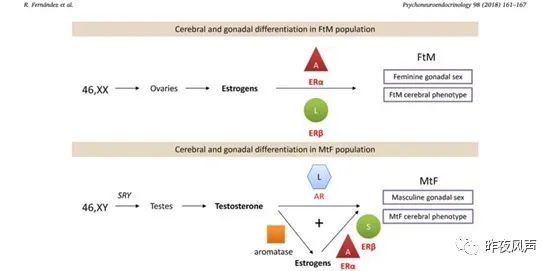 R. Fernández et al.
Psychoneuroendocrinology 98 (2018) 161–167
Cerebral and gonadal differentiation in FtM population
FtM
A
ERα
46,XX
Ovaries
Estrogens
Feminine gonadal sex
FtM cerebral phenotype
L
ERβ
Cerebral and gonadal differentiation in MtF population
MtF
L
AR
SRY
46,XY
Testes
Testosterone
Masculine gonadal sex
MtF cerebral phenotype
+
S
ERβ
aromatase
A
Estrogens
ERα
昨夜风声